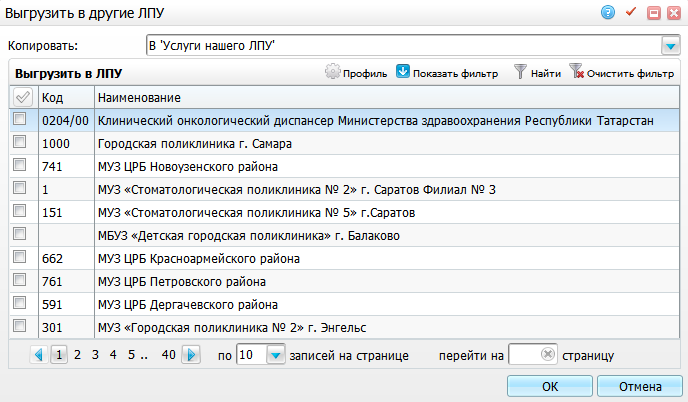 Выгрузить в другие ЛПУ
Копировать: В 'Услуги нашего ЛПУ'
Выгрузить в ЛПУ Профиль Показать фильтр Найти Очистить фильтр
Код Наименование
0204/00 Клинический онкологический диспансер Министерства здравоохранения Республики Татарстан
1000 Городская поликлиника г. Самара
741 МУЗ ЦРБ Новоузенского района
1 МУЗ «Стоматологическая поликлиника № 2» г. Саратов Филиал № 3
151 МУЗ «Стоматологическая поликлиника № 5» г.Саратов
МБУЗ «Детская городская поликлиника» г. Балаково
662 МУЗ ЦРБ Красноармейского района
761 МУЗ ЦРБ Петровского района
591 МУЗ ЦРБ Дергачевского района
301 МУЗ «Городская поликлиника № 2» г. Энгельс
1 2 3 4 5 .. 40 по 10 записей на странице перейти на страницу
ОК Отмена